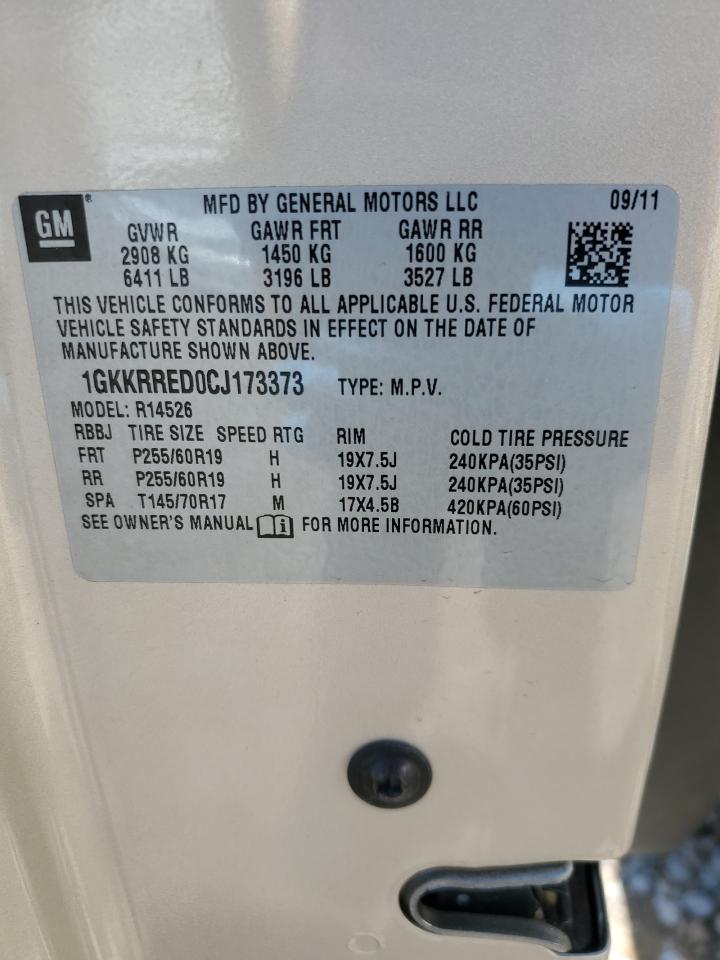 GM ® MFD BY GENERAL MOTORS LLC 09/11
GVWR GAWR FRT GAWR RR
2908 KG 1450 KG 1600 KG
6411 LB 3196 LB 3527 LB
THIS VEHICLE CONFORMS TO ALL APPLICABLE U.S. FEDERAL MOTOR
VEHICLE SAFETY STANDARDS IN EFFECT ON THE DATE OF
MANUFACTURE SHOWN ABOVE.
1GKKRRED0CJ173373 TYPE: M.P.V.
MODEL: R14526
RBBJ TIRE SIZE SPEED RTG RIM COLD TIRE PRESSURE
FRT P255/60R19 H 19X7.5J 240KPA(35PSI)
RR P255/60R19 H 19X7.5J 240KPA(35PSI)
SPA T145/70R17 M 17X4.5B 420KPA(60PSI)
SEE OWNER'S MANUAL FOR MORE INFORMATION.